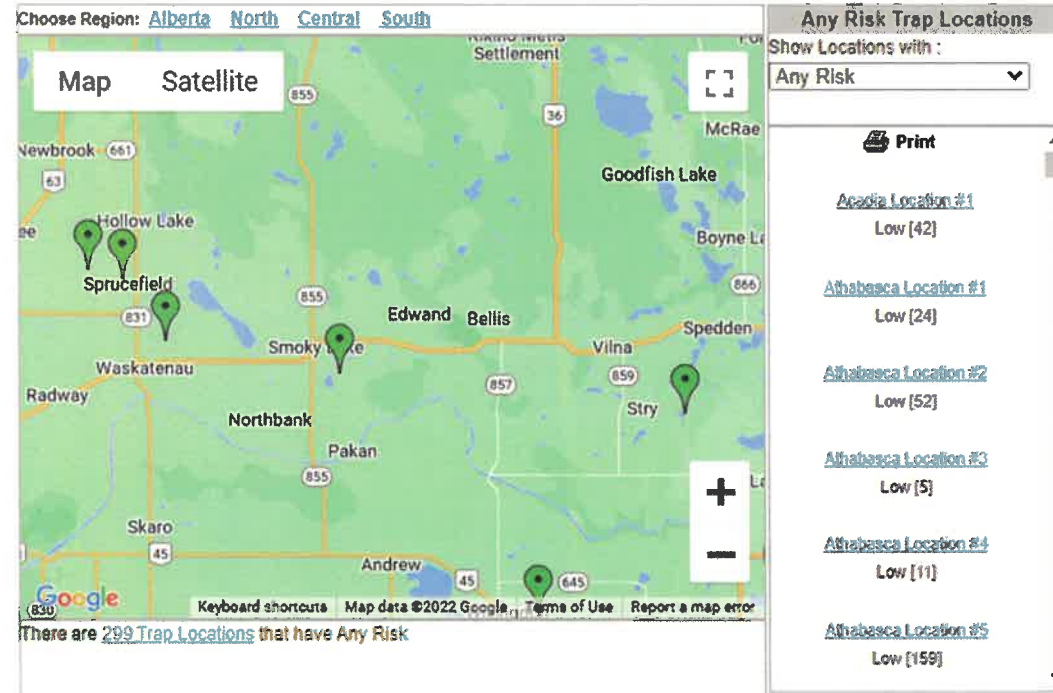 Choose Region: Alberta North Central South
Map Satellite
Settlement
855
36
McRae
Newbrook 661
63
Goodfish Lake
Hollow Lake
Boyne
Sprucefield
866
855
831
Edwand Bellis
Spedden
Smoky
Vilna
Waskatenau
857
859
Radway
Stry
Northbank
Pakan
855
+
Skaro
45
−
Andrew
45
645
Google
830
Keyboard shortcuts Map data ©2022 Google Terms of Use Report a map error
There are 299 Trap Locations that have Any Risk
Any Risk Trap Locations
Show Locations with :
Any Risk
Print
Acadia Location #1
Low [42]
Athabasca Location #1
Low [24]
Athabasca Location #2
Low [52]
Athabasca Location #3
Low [5]
Athabasca Location #4
Low [11]
Athabasca Location #5
Low [159]